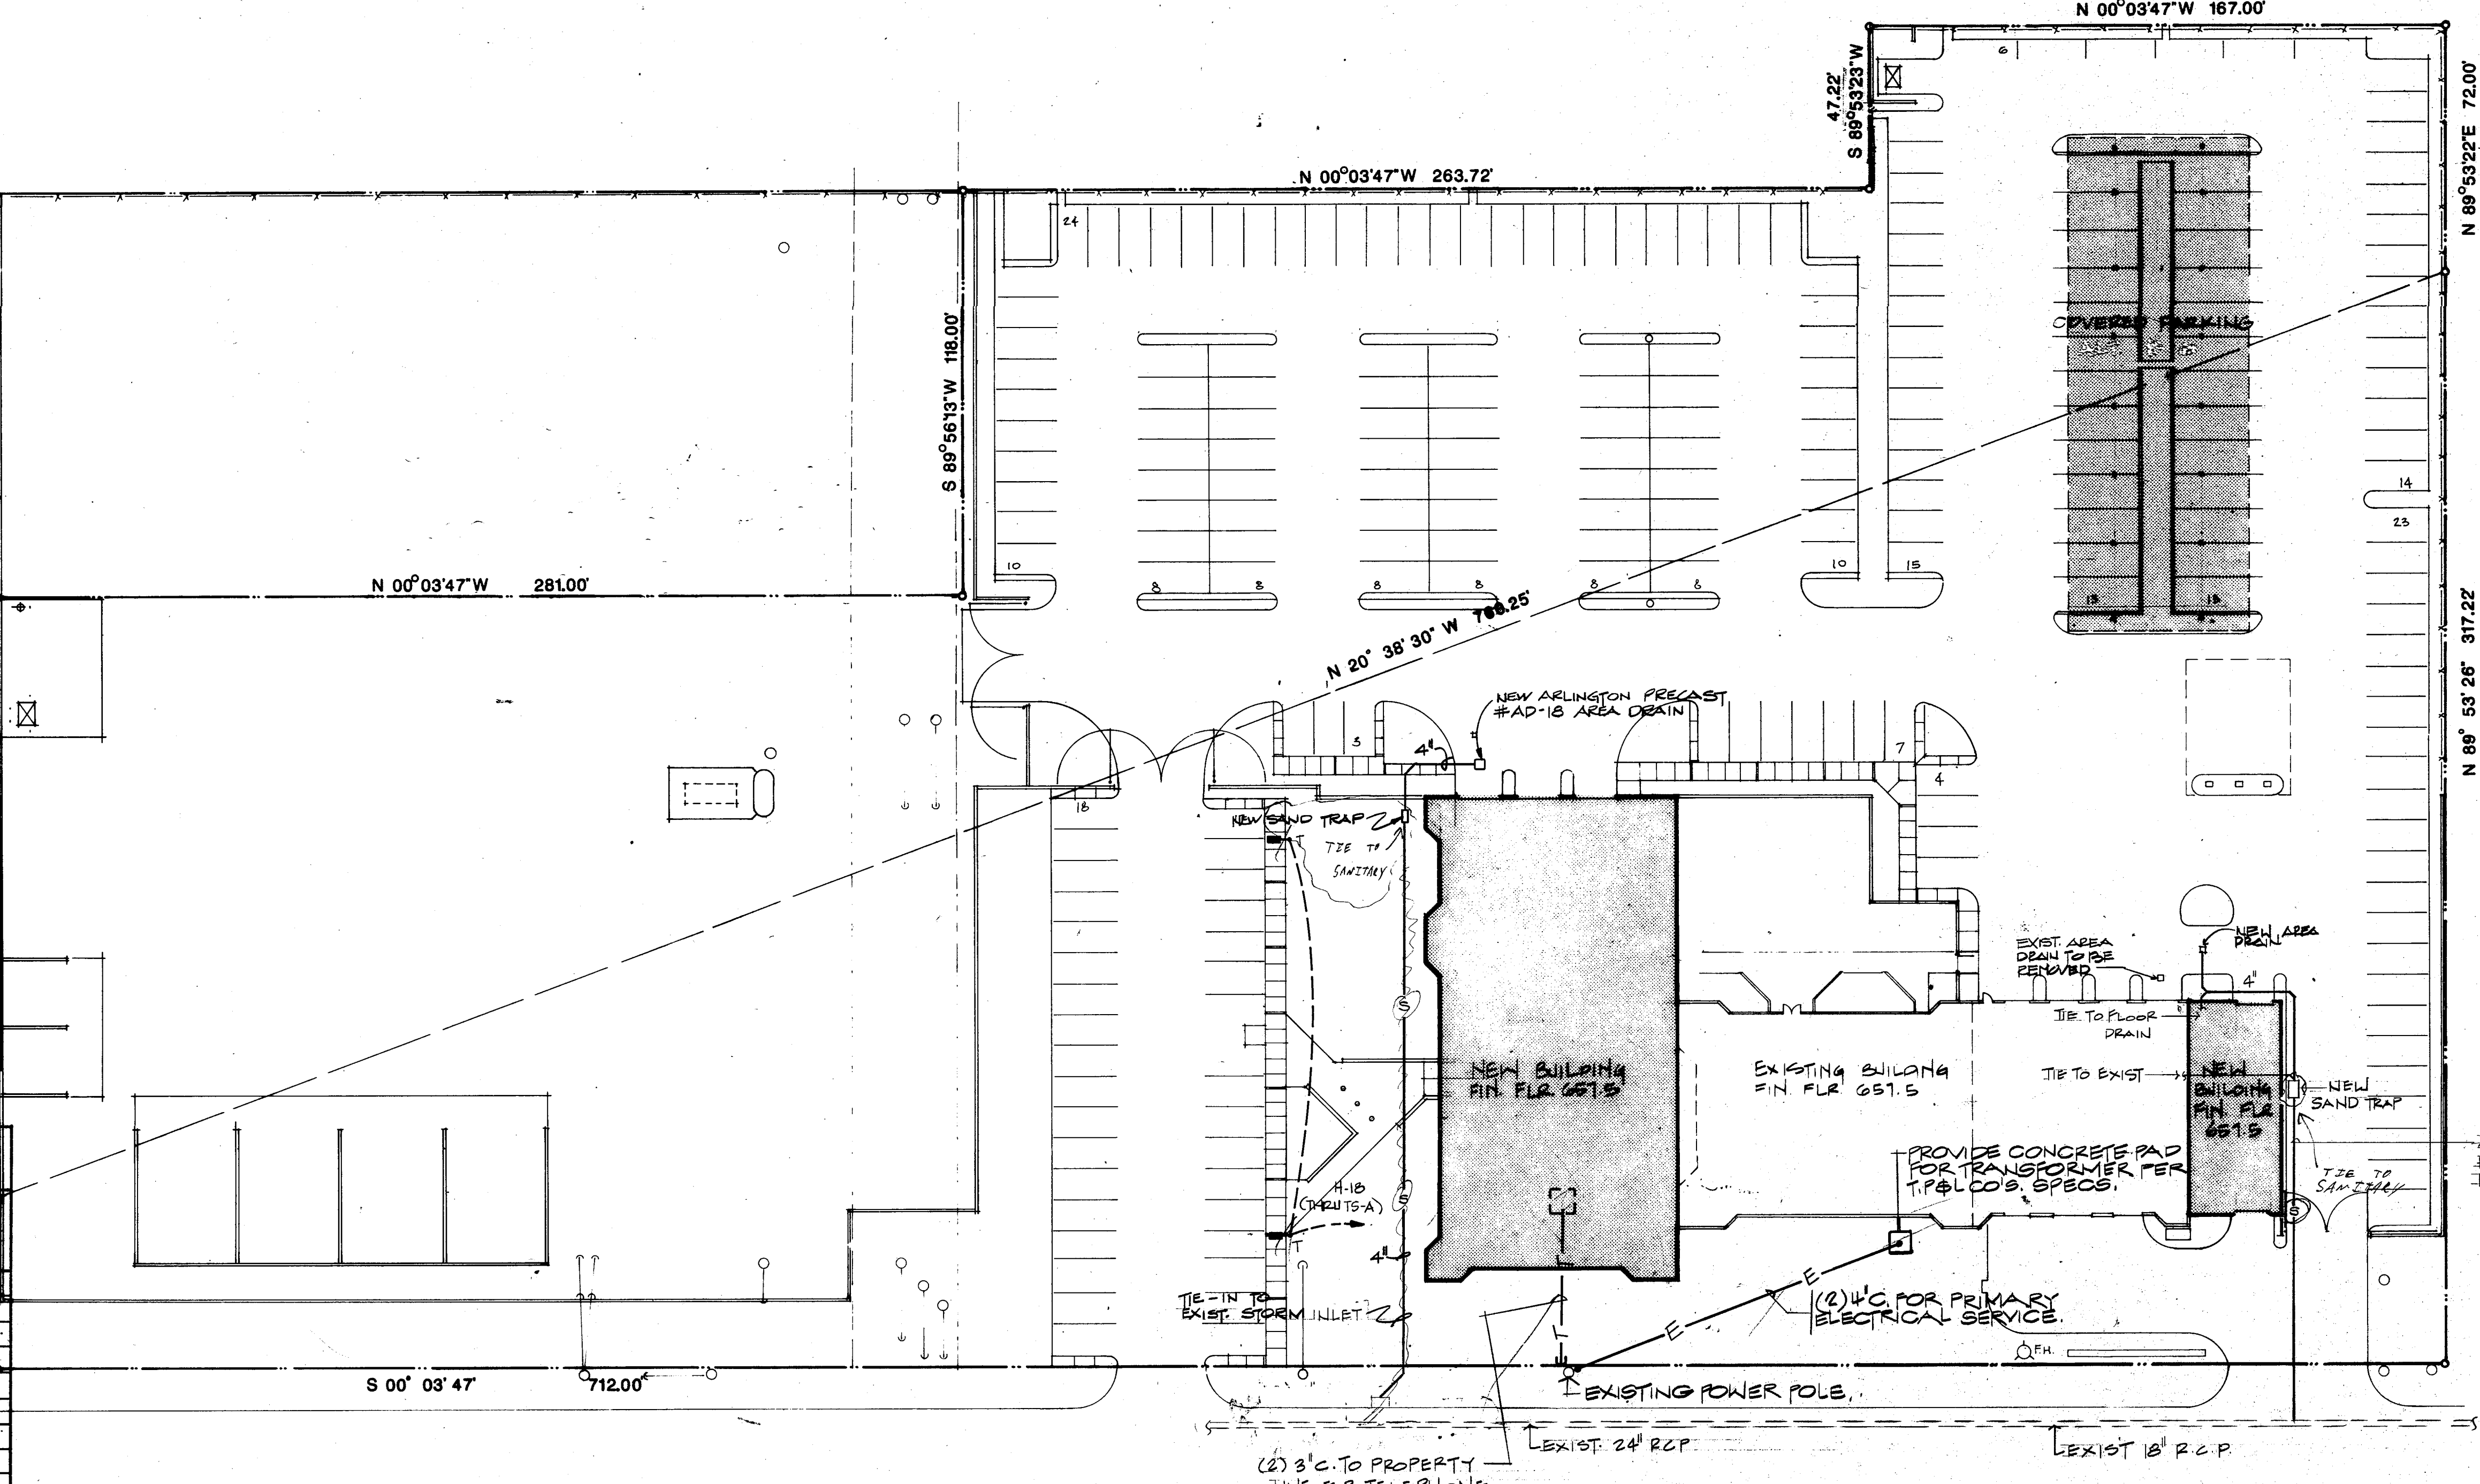 N 00°03'47"W 167.00'
47.22'
S 89°53'23"W
N 89°53'22"E 72.00'
6
N 00°03'47"W 263.72'
24
COVERED PARKING
S 89°56'13"W 118.00'
14
23
10
8
8
8
8
8
8
10
15
13
13
N 00°03'47"W 281.00'
N 20° 38' 30" W
N 89° 53' 26" 317.22'
NEW ARLINGTON PRECAST
#AD-18 AREA DRAIN
3
4"
7
4
18
NEW SAND TRAP
TIE TO
SANITARY
T
EXIST. AREA
DRAIN TO BE
REMOVED
NEW AREA
DRAIN
4"
S
TIE TO FLOOR
DRAIN
NEW BUILDING
FIN. FLR 657.5
EXISTING BUILDING
FIN. FLR 657.5
TIE TO EXIST
NEW
BUILDING
FIN. FLR
657.5
NEW
SAND TRAP
PROVIDE CONCRETE PAD
FOR TRANSFORMER PER
T.P.&L CO'S. SPECS.
TIE TO
SANITARY
H-18
(THRU TS-A)
S
S
T
4"
TIE-IN TO
EXIST. STORM INLET
T
T
E
E
(2) 4"C. FOR PRIMARY
ELECTRICAL SERVICE.
F.H.
S 00° 03' 47" 712.00'
EXISTING POWER POLE.
EXIST. 24" R.C.P.
EXIST 18" R.C.P.
(2) 3"C. TO PROPERTY